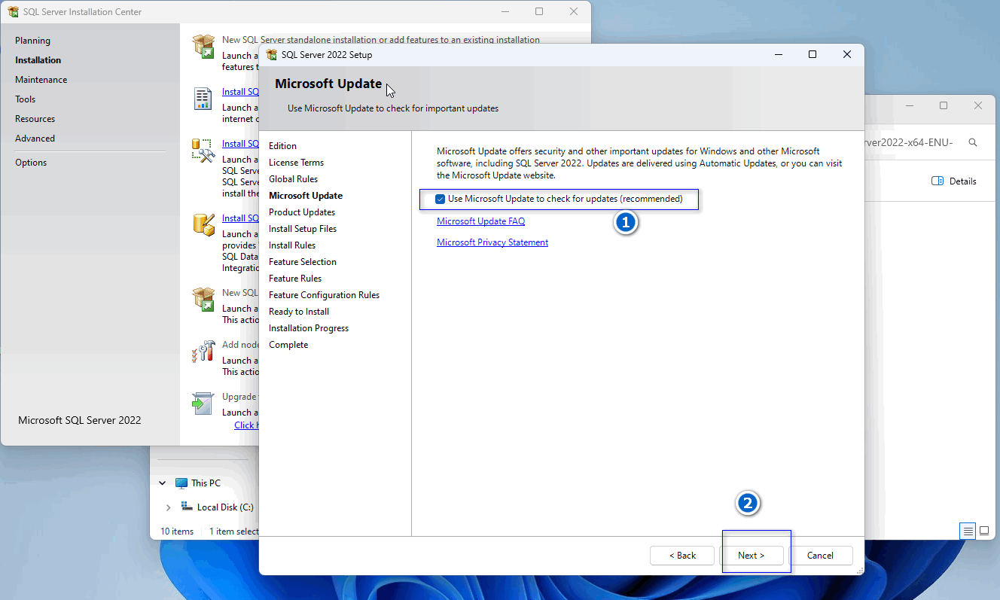 SQL Server Installation Center
Planning
Installation
Maintenance
Tools
Resources
Advanced
Options
Microsoft SQL Server 2022
New SQL Server standalone installation or add features to an existing installation
Launch a
features t
Install SQ
Launch a
internet c
Install SQ
Launch a
SQL Serve
SQL Serve
install the
Install SQ
Launch a
provides
SQL Data
Integratio
New SQL
Launch a
This actio
Add node
Launch a
This actio
Upgrade
Launch a
Click h
SQL Server 2022 Setup
Microsoft Update
Use Microsoft Update to check for important updates
Edition
License Terms
Global Rules
Microsoft Update
Product Updates
Install Setup Files
Install Rules
Feature Selection
Feature Rules
Feature Configuration Rules
Ready to Install
Installation Progress
Complete
Microsoft Update offers security and other important updates for Windows and other Microsoft
software, including SQL Server 2022. Updates are delivered using Automatic Updates, or you can visit
the Microsoft Update website.
Use Microsoft Update to check for updates (recommended)
1
Microsoft Update FAQ
Microsoft Privacy Statement
2
< Back
Next >
Cancel
rver2022-x64-ENU-
Details
This PC
Local Disk (C:)
10 items
1 item select